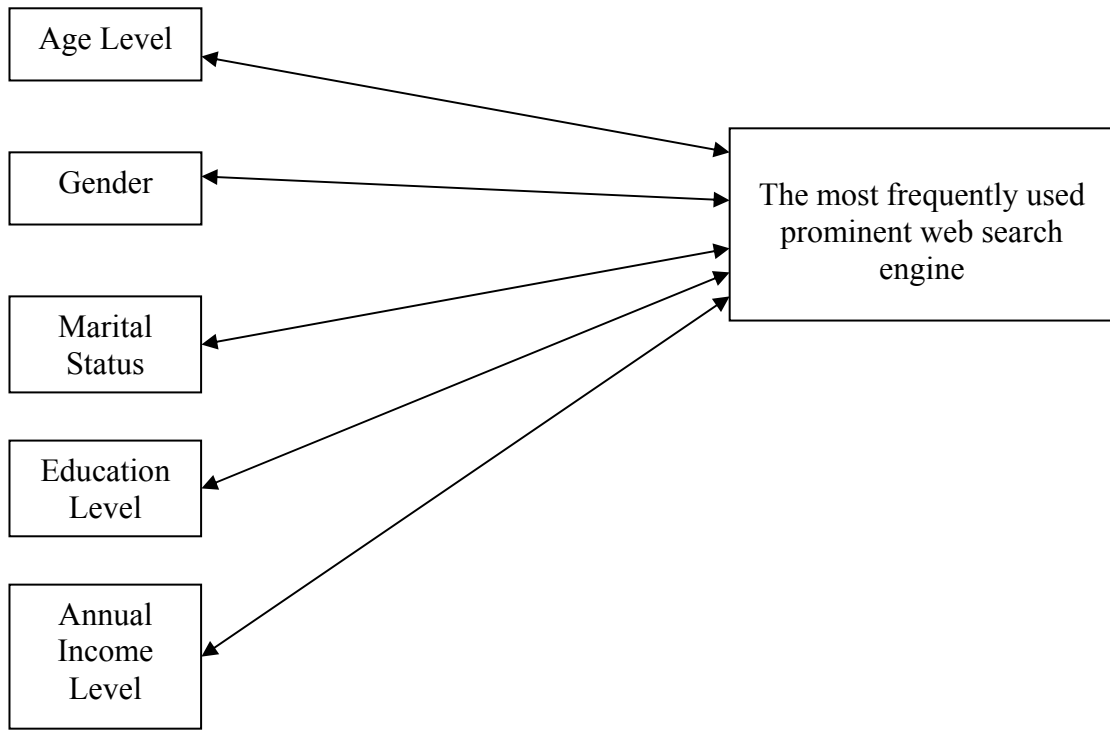 Age Level
Gender
Marital
Status
Education
Level
Annual
Income
Level
The most frequently used
prominent web search
engine